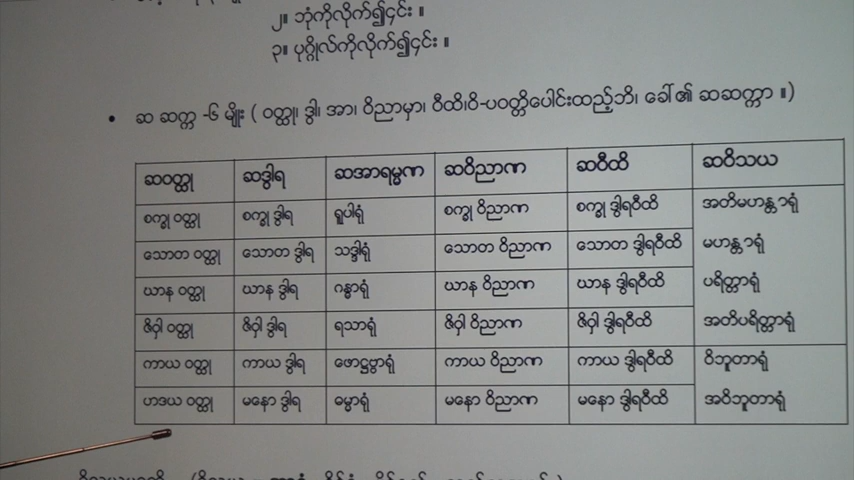 ၂။ ဘုံကိုလိုက်၍၎င်း ။
၃။ ပုဂ္ဂိုလ်ကိုလိုက်၍၎င်း ။
• ဆ ဆက္က -၆ မျိုး ( ဝတ္ထု၊ ဒွါ၊ အာ၊ ဝိညာမှာ၊ ဝီထိ၊ဝိ-ပဝတ္တိပေါင်းထည့်ဘိ၊ ခေါ်၏ ဆဆက္ကာ ။)
ဆဝတ္ထု ဆဒွါရ ဆအာရမ္မဏ ဆဝိညာဏ ဆဝီထိ ဆဝိသယ
စက္ခု ဝတ္ထု စက္ခု ဒွါရ ရူပါရုံ စက္ခု ဝိညာဏ စက္ခု ဒွါရဝီထိ အတိမဟန္တာရုံ
သောတ ဝတ္ထု သောတ ဒွါရ သဒ္ဒါရုံ သောတ ဝိညာဏ သောတ ဒွါရဝီထိ မဟန္တာရုံ
ဃာန ဝတ္ထု ဃာန ဒွါရ ဂန္ဓာရုံ ဃာန ဝိညာဏ ဃာန ဒွါရဝီထိ ပရိတ္တာရုံ
ဇိဝှါ ဝတ္ထု ဇိဝှါ ဒွါရ ရသာရုံ ဇိဝှါ ဝိညာဏ ဇိဝှါ ဒွါရဝီထိ အတိပရိတ္တာရုံ
ကာယ ဝတ္ထု ကာယ ဒွါရ ဖောဋ္ဌဗ္ဗာရုံ ကာယ ဝိညာဏ ကာယ ဒွါရဝီထိ ဝိဘူတာရုံ
ဟဒယ ဝတ္ထု မနော ဒွါရ ဓမ္မာရုံ မနော ဝိညာဏ မနော ဒွါရဝီထိ အဝိဘူတာရုံ